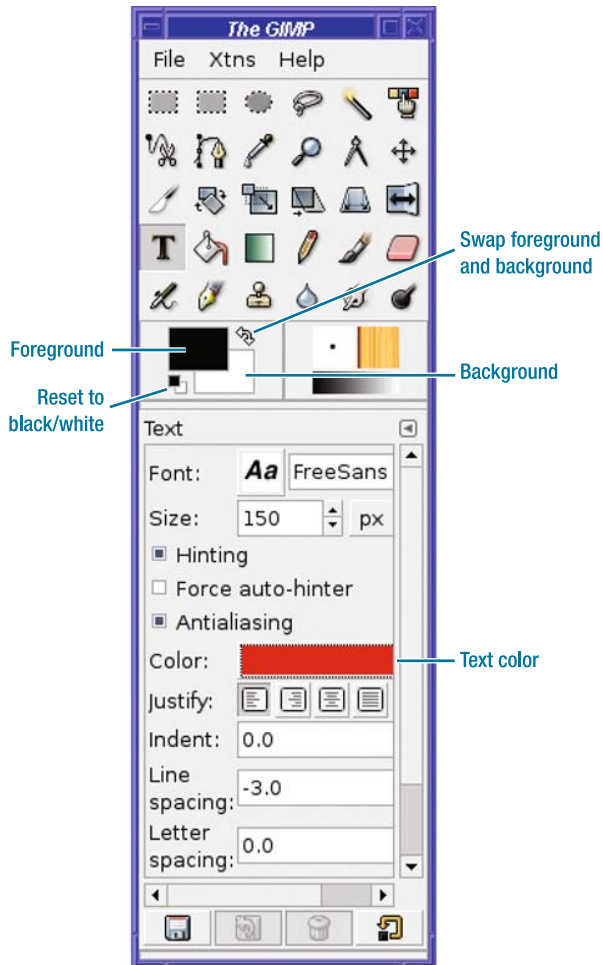 The GIMP
File Xtns Help
T
Swap foreground
and background
Foreground
Background
Reset to
black/white
Text
Font: Aa FreeSans
Size: 150 px
Hinting
Force auto-hinter
Antialiasing
Color:
Text color
Justify:
Indent: 0.0
Line
spacing: -3.0
Letter
spacing: 0.0